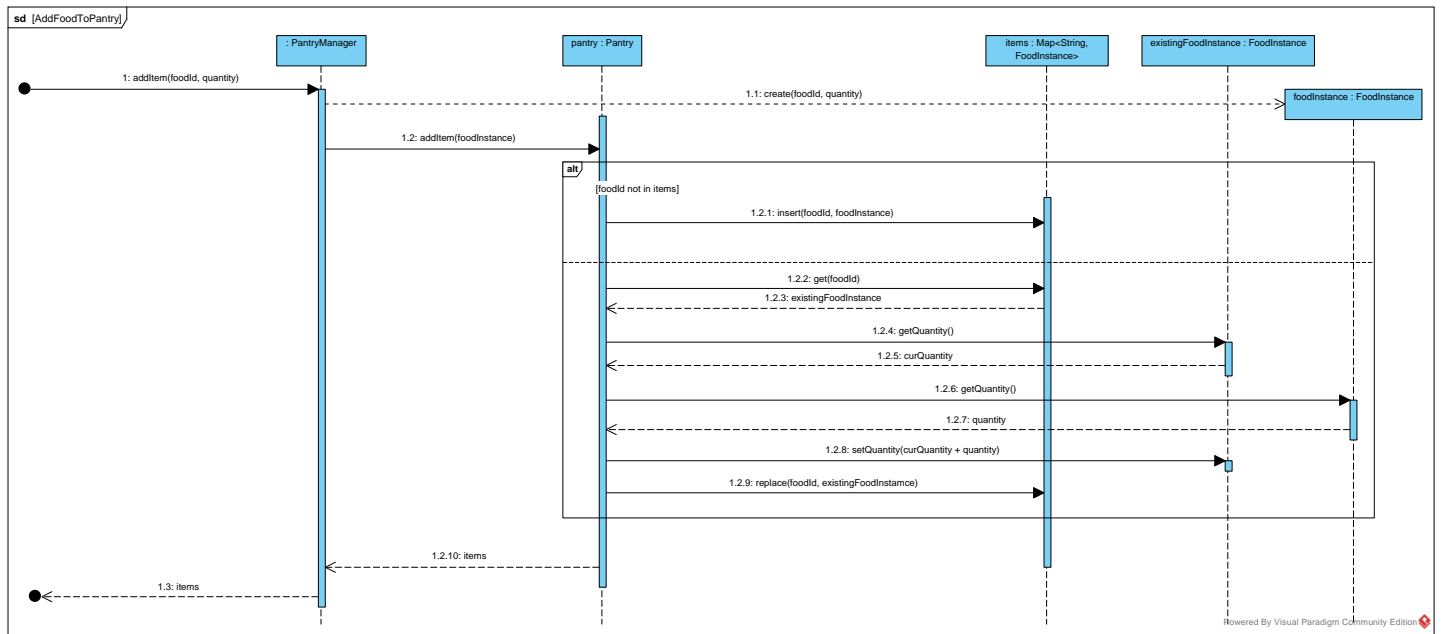 sd [AddFoodToPantry]
: PantryManager
pantry : Pantry
items : Map<String,
FoodInstance>
existingFoodInstance : FoodInstance
1: addItem(foodId, quantity)
1.1: create(foodId, quantity)
foodInstance : FoodInstance
1.2: addItem(foodInstance)
alt
[foodId not in items]
1.2.1: insert(foodId, foodInstance)
1.2.2: get(foodId)
1.2.3: existingFoodInstance
1.2.4: getQuantity()
1.2.5: curQuantity
1.2.6: getQuantity()
1.2.7: quantity
1.2.8: setQuantity(curQuantity + quantity)
1.2.9: replace(foodId, existingFoodInstamce)
1.2.10: items
1.3: items
Powered By Visual Paradigm Community Edition